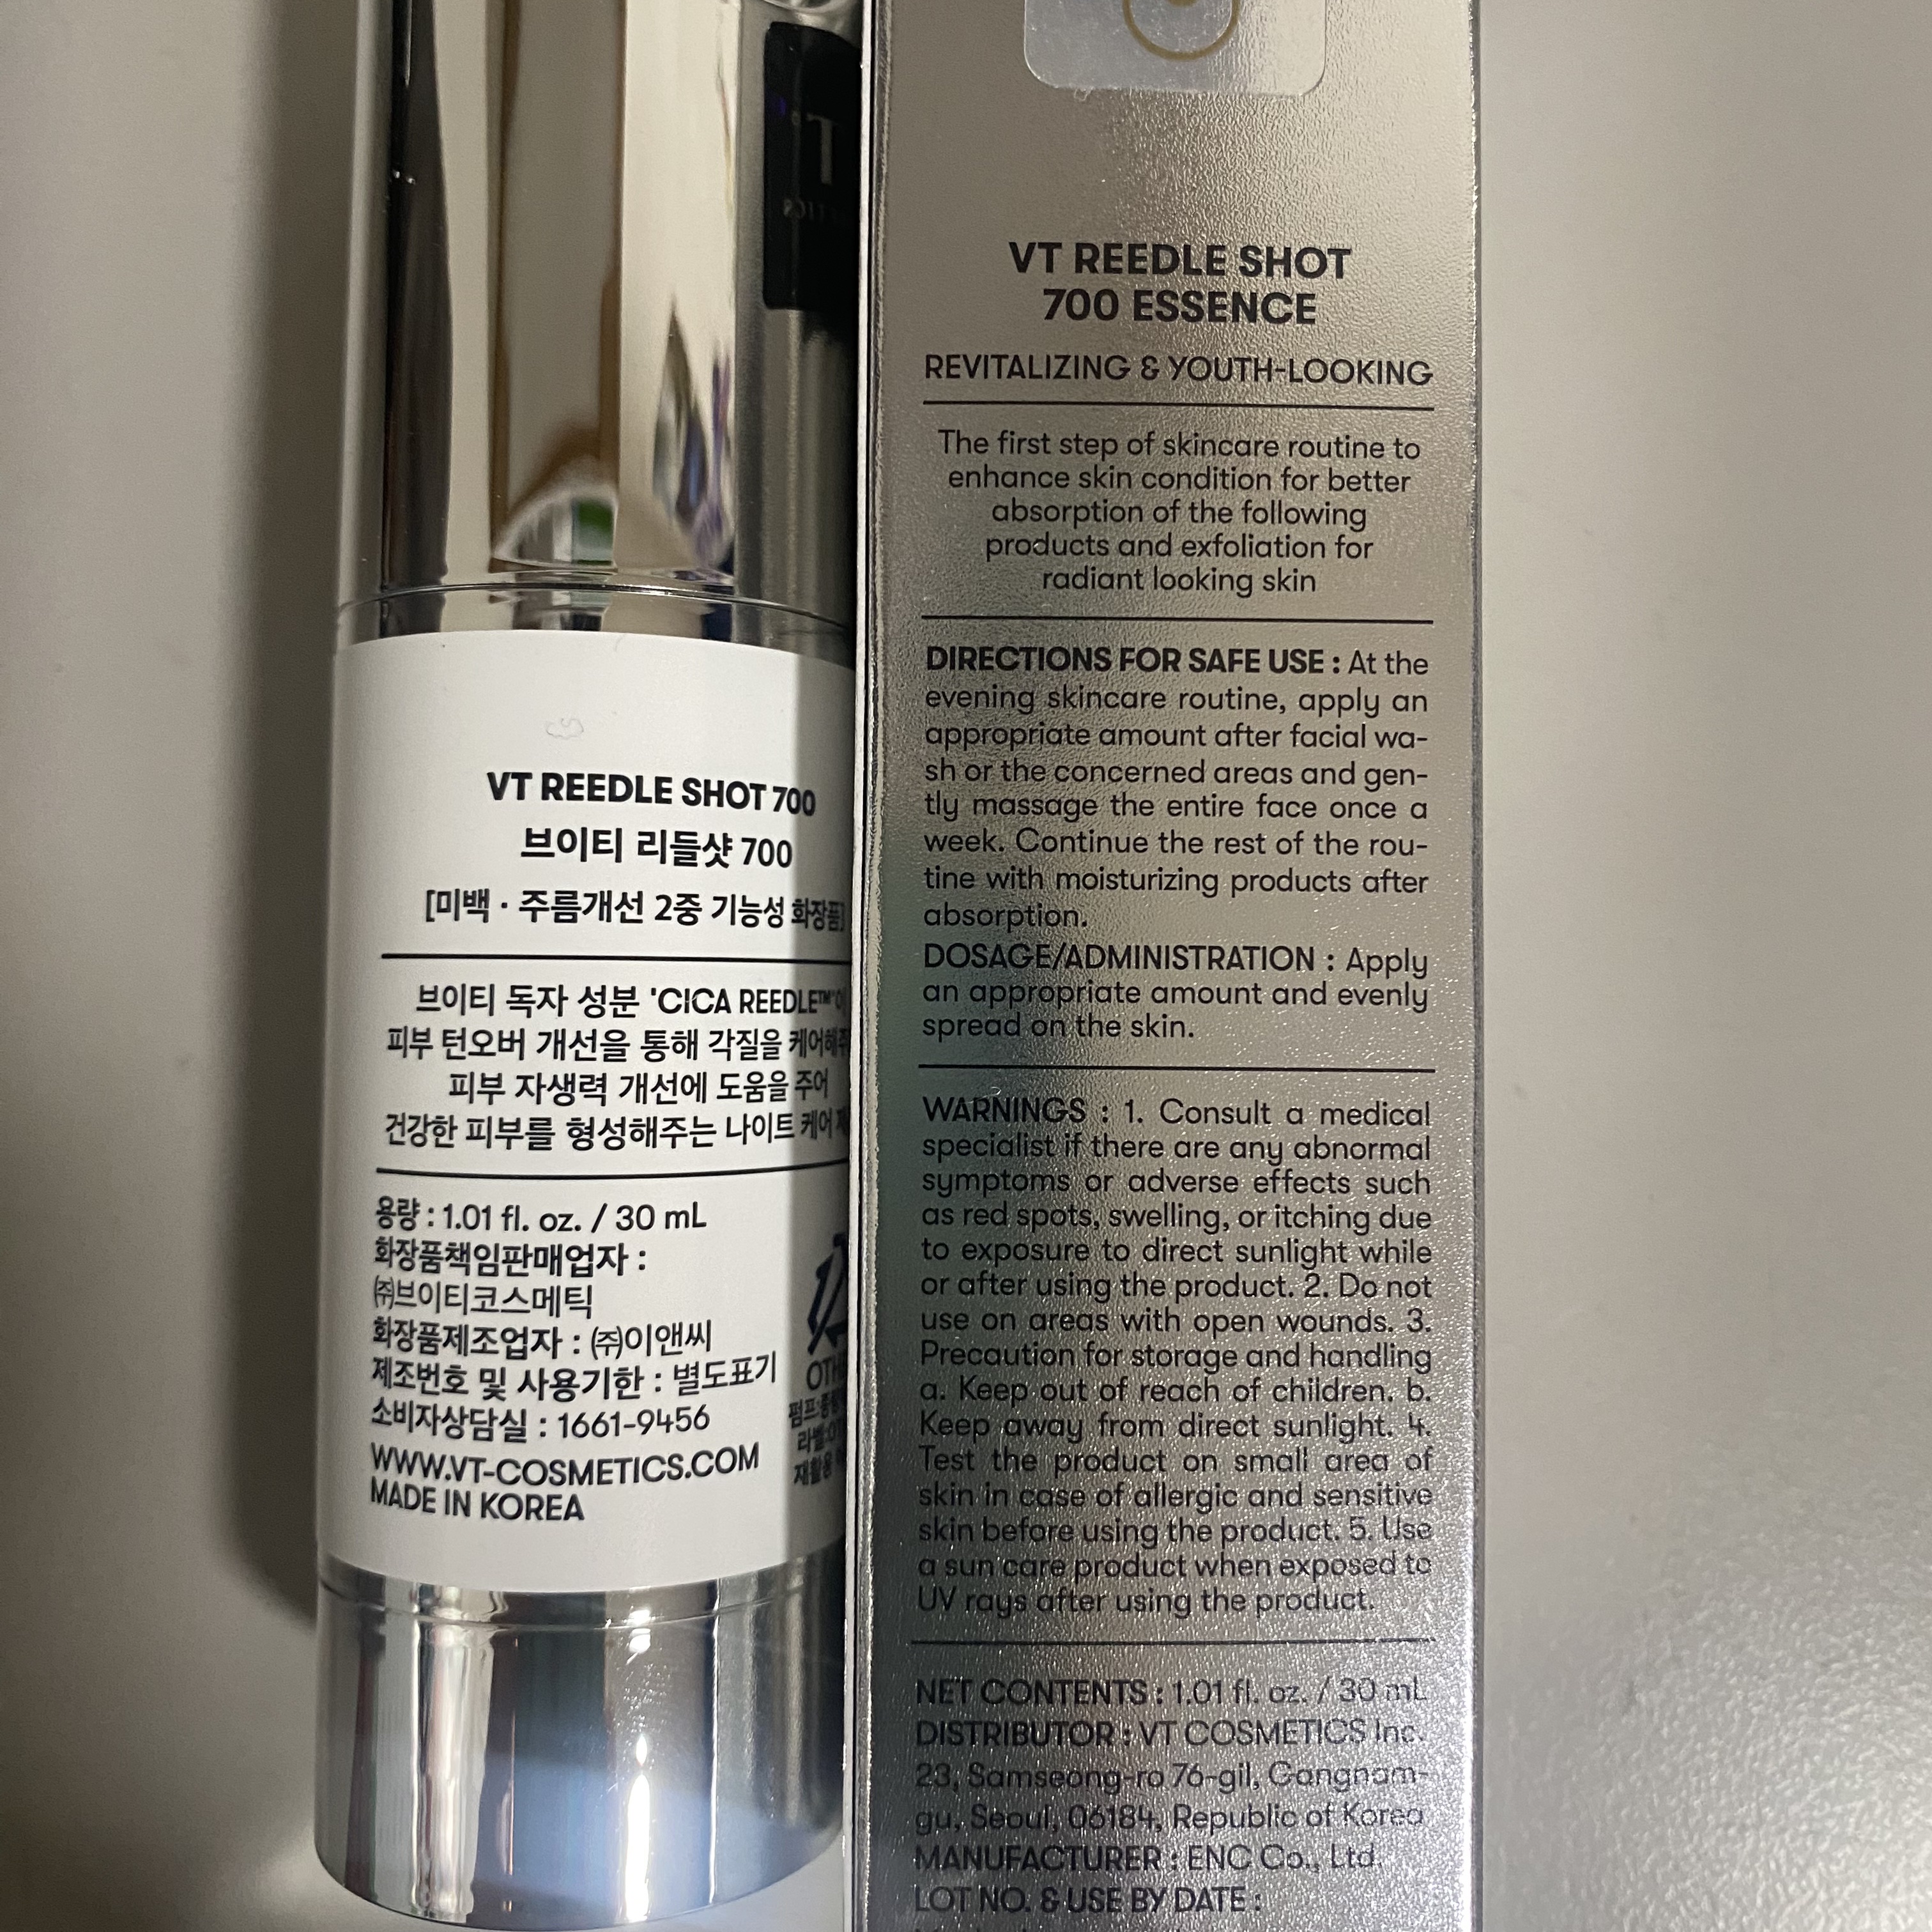 VT REEDLE SHOT 700
브이티 리들샷 700
[미백 · 주름개선 2중 기능성 화장품]
브이티 독자 성분 'CICA REEDLE™'이
피부 턴오버 개선을 통해 각질을 케어해주
피부 자생력 개선에 도움을 주어
건강한 피부를 형성해주는 나이트 케어
용량 : 1.01 fl. oz. / 30 mL
화장품책임판매업자 :
㈜브이티코스메틱
화장품제조업자 : ㈜이앤씨
제조번호 및 사용기한 : 별도표기
소비자상담실 : 1661-9456
WWW.VT-COSMETICS.COM
MADE IN KOREA
VT REEDLE SHOT
700 ESSENCE
REVITALIZING & YOUTH-LOOKING
The first step of skincare routine to
enhance skin condition for better
absorption of the following
products and exfoliation for
radiant looking skin
DIRECTIONS FOR SAFE USE : At the
evening skincare routine, apply an
appropriate amount after facial wa-
sh or the concerned areas and gen-
tly massage the entire face once a
week. Continue the rest of the rou-
tine with moisturizing products after
absorption.
DOSAGE/ADMINISTRATION : Apply
an appropriate amount and evenly
spread on the skin.
WARNINGS : 1. Consult a medical
specialist if there are any abnormal
symptoms or adverse effects such
as red spots, swelling, or itching due
to exposure to direct sunlight while
or after using the product. 2. Do not
use on areas with open wounds. 3.
Precaution for storage and handling
a. Keep out of reach of children. b.
Keep away from direct sunlight. 4.
Test the product on small area of
skin in case of allergic and sensitive
skin before using the product. 5. Use
a sun care product when exposed to
UV rays after using the product.
NET CONTENTS : 1.01 fl. oz. / 30 mL
DISTRIBUTOR : VT COSMETICS Inc.
23, Samseong-ro 76-gil, Gangnam-
gu, Seoul, 06184, Republic of Korea
MANUFACTURER : ENC Co., Ltd.
LOT NO. & USE BY DATE :